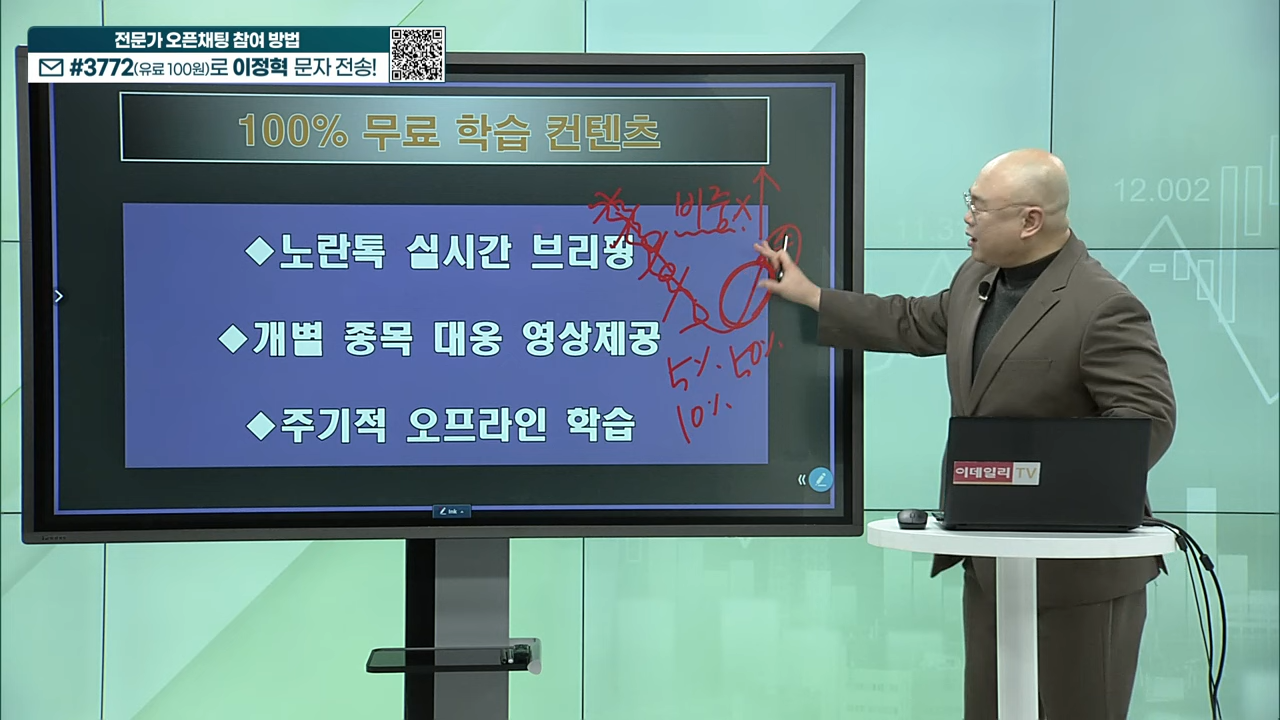 전문가 오픈채팅 참여 방법
#3772(유료 100원)로 이정혁 문자 전송!
100% 무료 학습 컨텐츠
◆노란톡 실시간 브리핑
◆개별 종목 대응 영상제공
◆주기적 오프라인 학습
비중
5%. 50%
10%
Ink
이데일리 TV
12.002